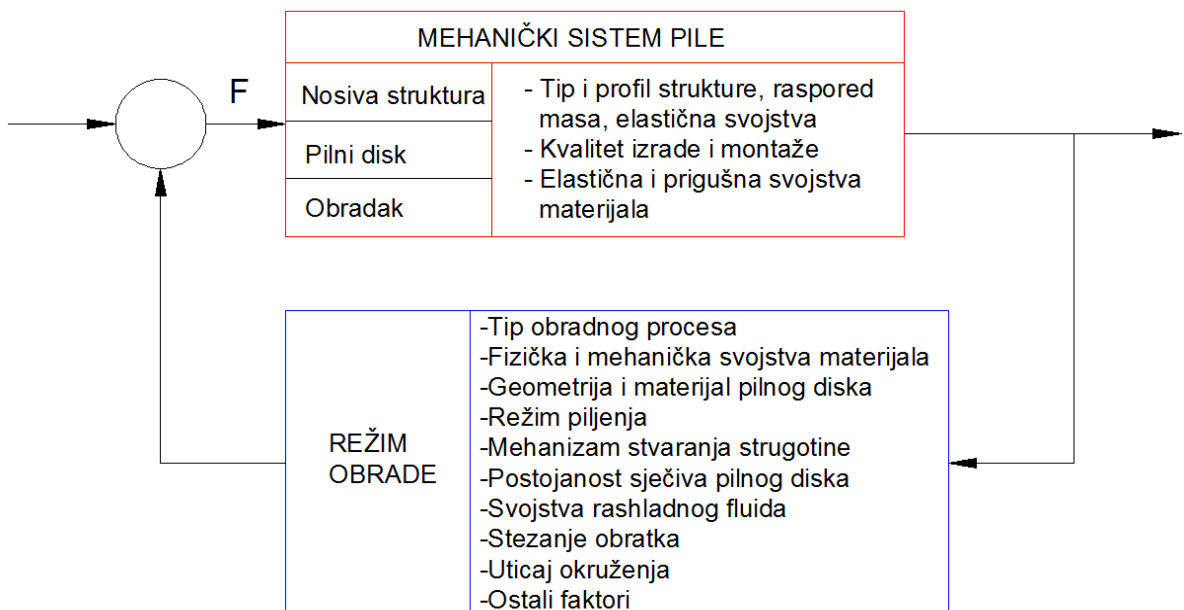 MEHANIČKI SISTEM PILE
F
Nosiva struktura
Pilni disk
Obradak
- Tip i profil strukture, raspored
masa, elastična svojstva
- Kvalitet izrade i montaže
- Elastična i prigušna svojstva
materijala
REŽIM
OBRADE
-Tip obradnog procesa
-Fizička i mehanička svojstva materijala
-Geometrija i materijal pilnog diska
-Režim piljenja
-Mehanizam stvaranja strugotine
-Postojanost sječiva pilnog diska
-Svojstva rashladnog fluida
-Stezanje obratka
-Uticaj okruženja
-Ostali faktori